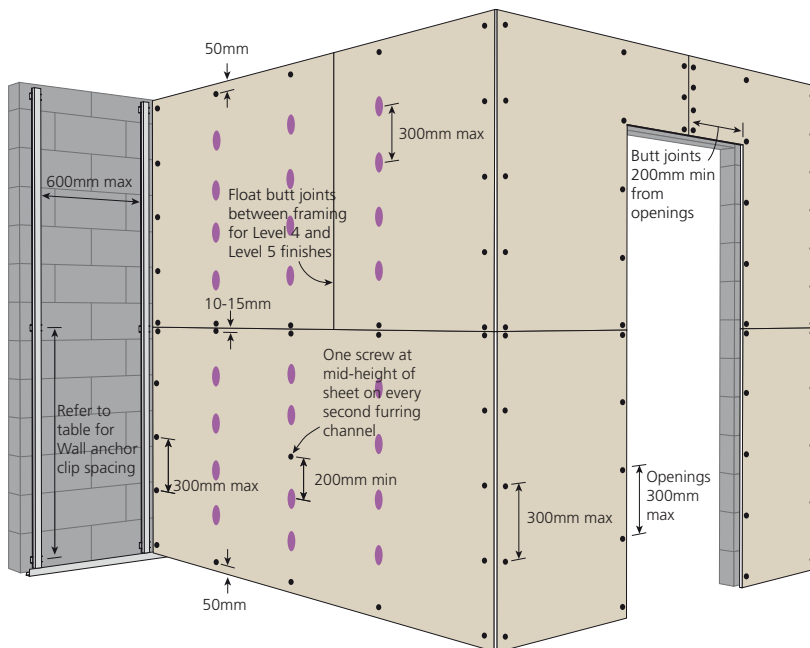 50mm
600mm max
300mm max
Float butt joints
between framing
for Level 4 and
Level 5 finishes
Butt joints
200mm min
from
openings
10-15mm
One screw at
mid-height of
sheet on every
second furring
channel
Refer to
table for
Wall anchor
clip spacing
300mm max
200mm min
300mm max
Openings
300mm
max
50mm